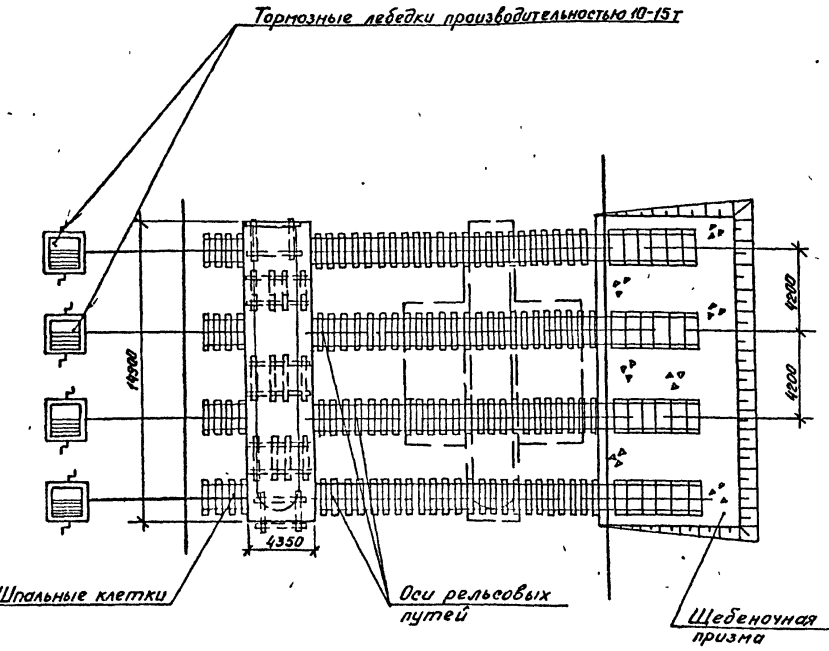 Тормозные лебедки производительностью 10-15т
4200
14900
4200
4350
Шпальные клетки
Оси рельсовых
путей
Щебеночная
призма